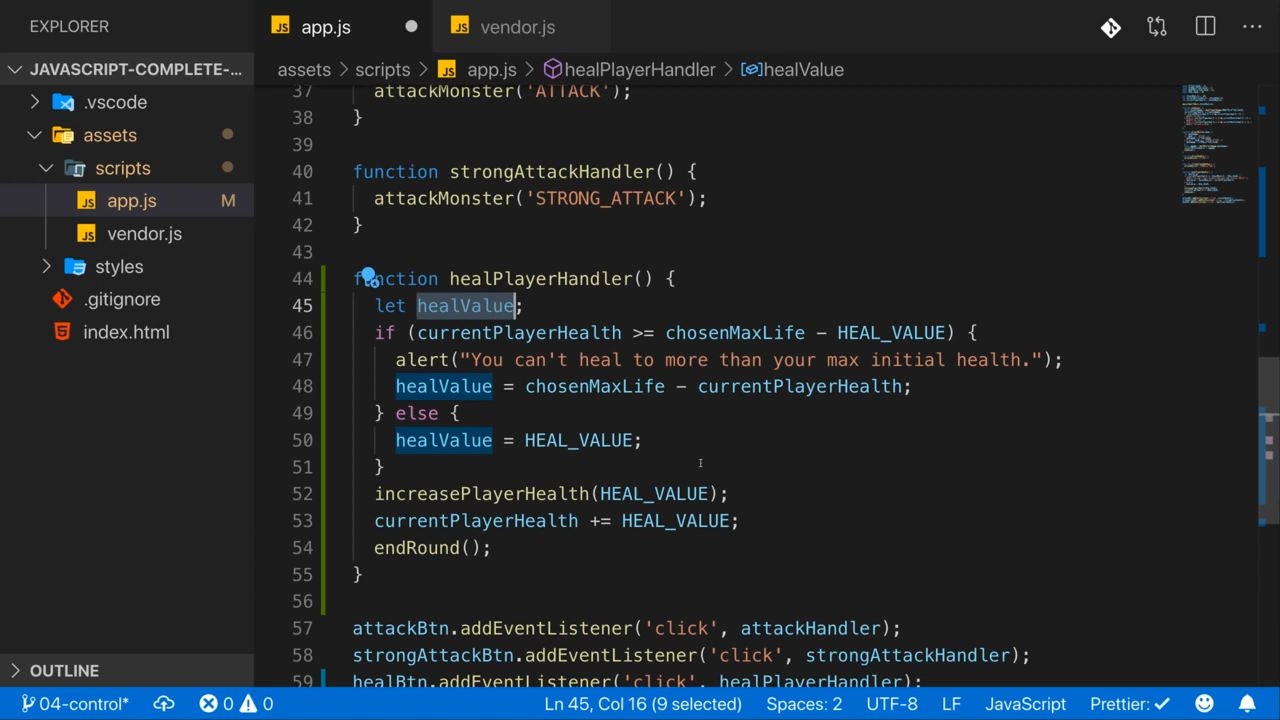 EXPLORER
JS app.js
JS vendor.js
JAVASCRIPT-COMPLETE-...
assets > scripts > JS app.js > healPlayerHandler > healValue
.vscode
assets
scripts
JS app.js M
JS vendor.js
styles
.gitignore
index.html
OUTLINE
37 attackMonster('ATTACK');
38 }
39
40 function strongAttackHandler() {
41 attackMonster('STRONG_ATTACK');
42 }
43
44 function healPlayerHandler() {
45 let healValue;
46 if (currentPlayerHealth >= chosenMaxLife - HEAL_VALUE) {
47 alert("You can't heal to more than your max initial health.");
48 healValue = chosenMaxLife - currentPlayerHealth;
49 } else {
50 healValue = HEAL_VALUE;
51 }
52 increasePlayerHealth(HEAL_VALUE);
53 currentPlayerHealth += HEAL_VALUE;
54 endRound();
55 }
56
57 attackBtn.addEventListener('click', attackHandler);
58 strongAttackBtn.addEventListener('click', strongAttackHandler);
59 healBtn.addEventListener('click', healPlayerHandler);
04-control* 0 0 Ln 45, Col 16 (9 selected) Spaces: 2 UTF-8 LF JavaScript Prettier: ✓